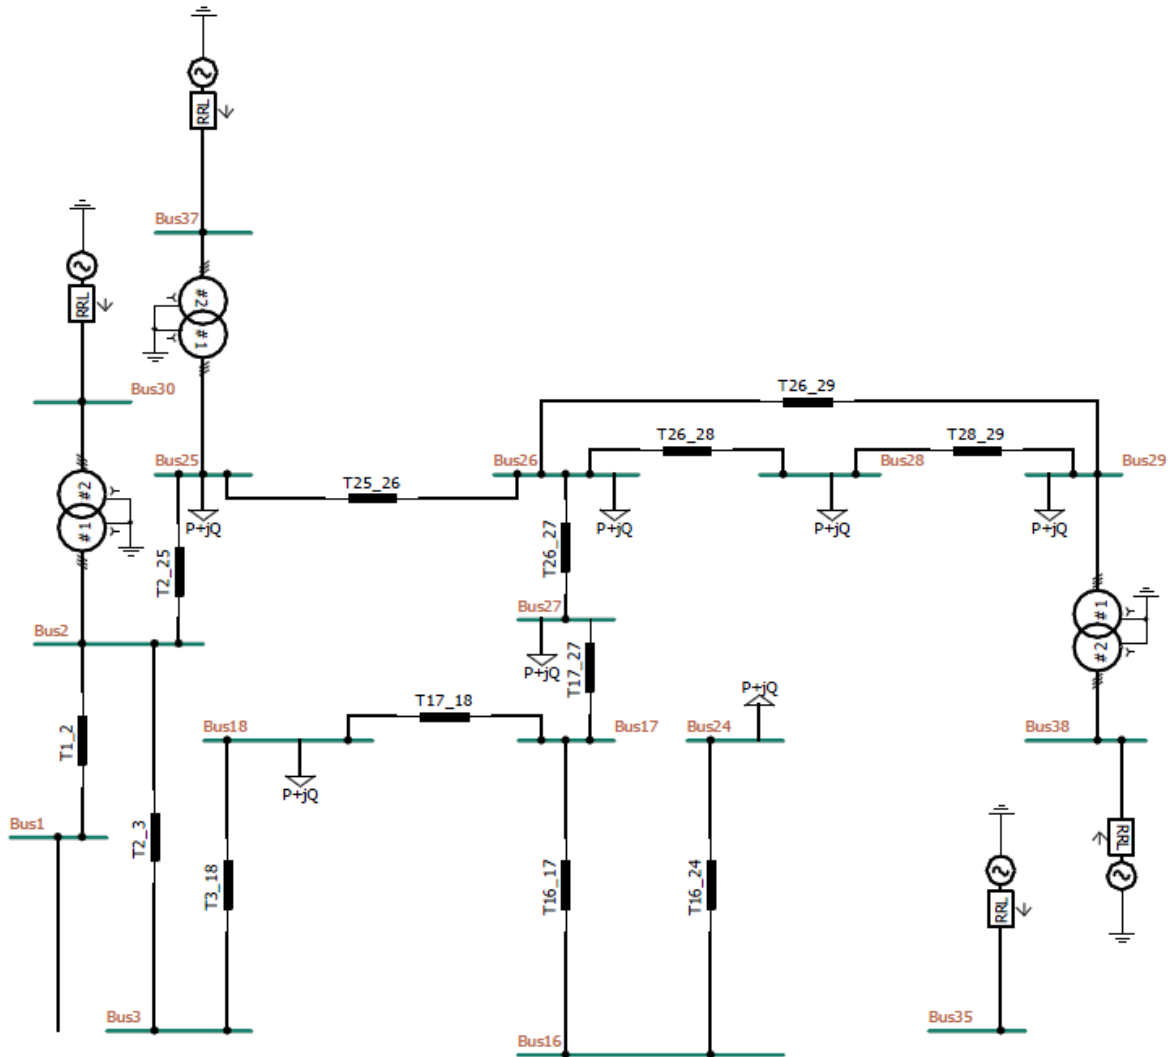 RRL
Bus37
RRL
#2
#1
Bus30
T26_29
T26_28
T28_29
Bus25
Bus26
Bus28
Bus29
#2
#1
T25_26
P+jQ
P+jQ
P+jQ
P+jQ
T2_25
T26_27
Bus27
#1
#2
Bus2
P+jQ
T17_27
P+jQ
T17_18
Bus18
Bus17
Bus24
Bus38
T1_2
P+jQ
Bus1
T2_3
RRL
T3_18
T16_17
T16_24
RRL
Bus3
Bus35
Bus16